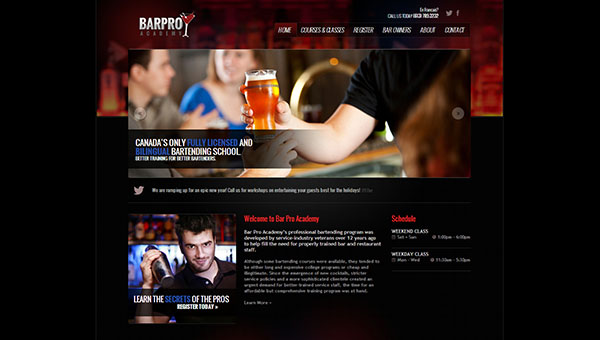 BARPRO
ACADEMY
En Francais?
CALL US TODAY
HOME COURSES & CLASSES REGISTER BAR OWNERS ABOUT CONTACT
CANADA'S ONLY FULLY LICENSED AND
BILINGUAL BARTENDING SCHOOL.
BETTER TRAINING FOR BETTER BARTENDERS.
We are ramping up for an epic new year! Call us for workshops on entertaining your guests best for the holidays!
LEARN THE SECRETS OF THE PROS
REGISTER TODAY »
Welcome to Bar Pro Academy
Bar Pro Academy's professional bartending program was
developed by service industry veterans over 12 years ago
to help fill the need for properly trained bar and restaurant
staff.
Although some bartending courses were available, they tended to
be either long and expensive college programs or cheap and
illegitimate. Since the emergence of new cocktails, stricter
service policies and a more sophisticated clientele created an
urgent demand for better trained service staff, the time for an
affordable but comprehensive training program was at hand.
Learn More »
Schedule
WEEKEND CLASS
Sat - Sun 1:00pm - 6:00pm
WEEKDAY CLASS
Mon - Wed 11:30am - 5:30pm